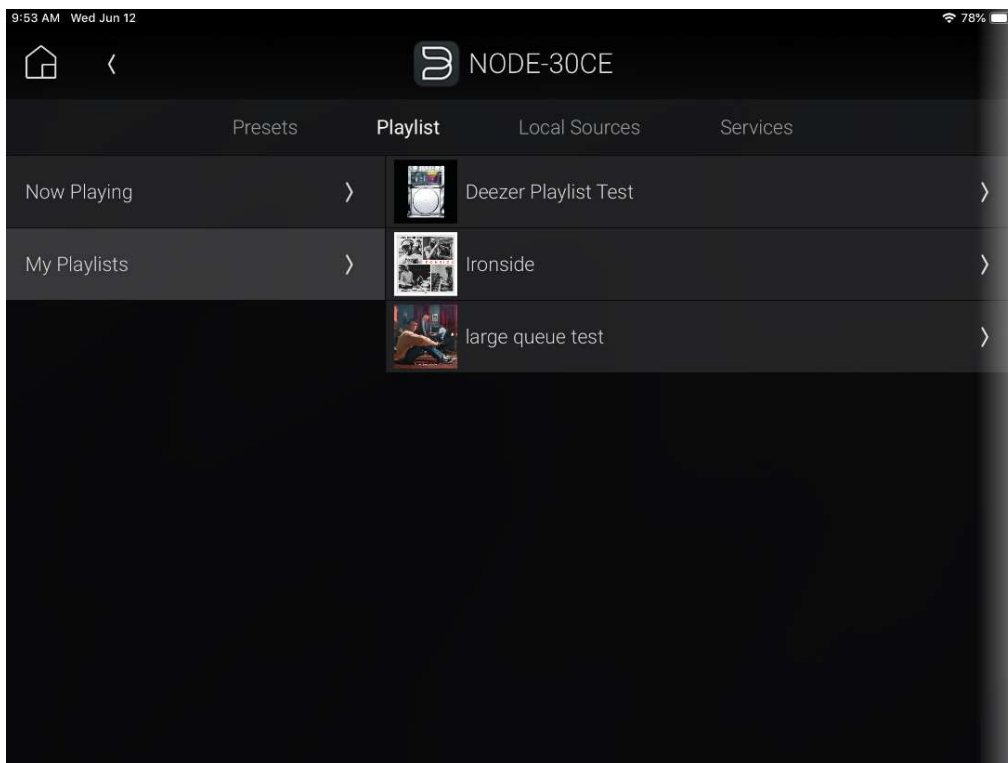 9:53 AM Wed Jun 12 78%
NODE-30CE
Presets Playlist Local Sources Services
Now Playing
My Playlists
Deezer Playlist Test
Ironside
large queue test